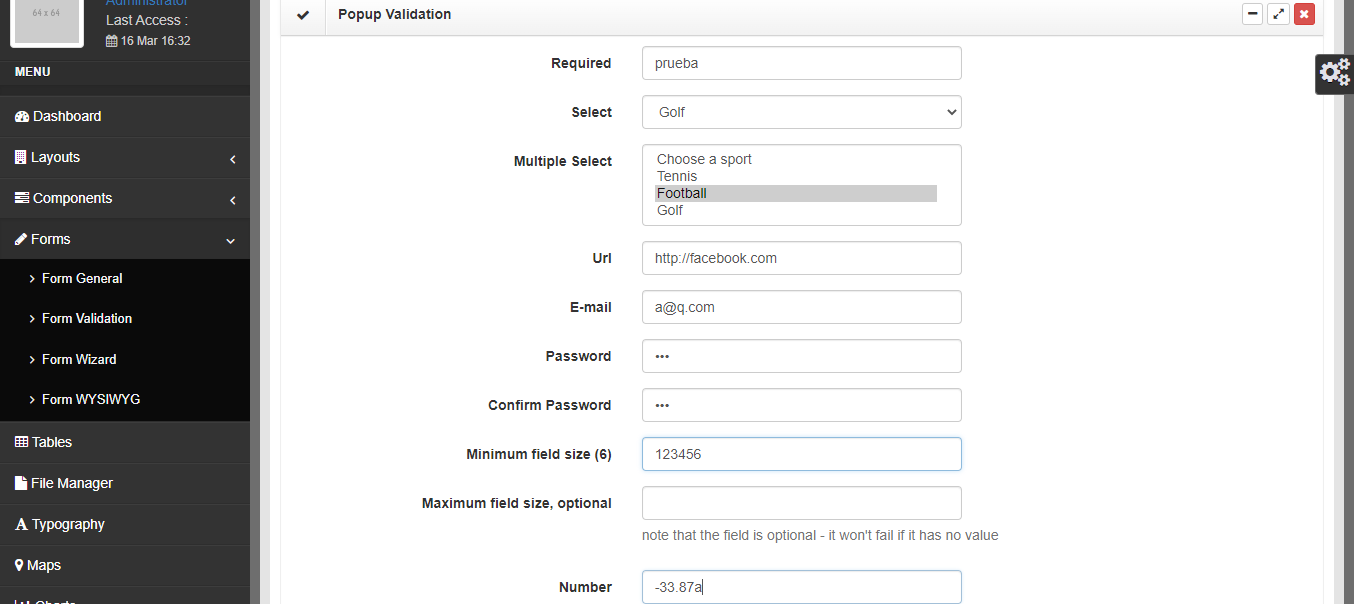 64 x 64
Administrator
Last Access :
16 Mar 16:32
MENU
Dashboard
Layouts
Components
Forms
Form General
Form Validation
Form Wizard
Form WYSIWYG
Tables
File Manager
Typography
Maps
Charts
Popup Validation
Required
prueba
Select
Golf
Multiple Select
Choose a sport
Tennis
Football
Golf
Url
http://facebook.com
E-mail
a@q.com
Password
•••
Confirm Password
•••
Minimum field size (6)
123456
Maximum field size, optional
note that the field is optional - it won't fail if it has no value
Number
-33.87a